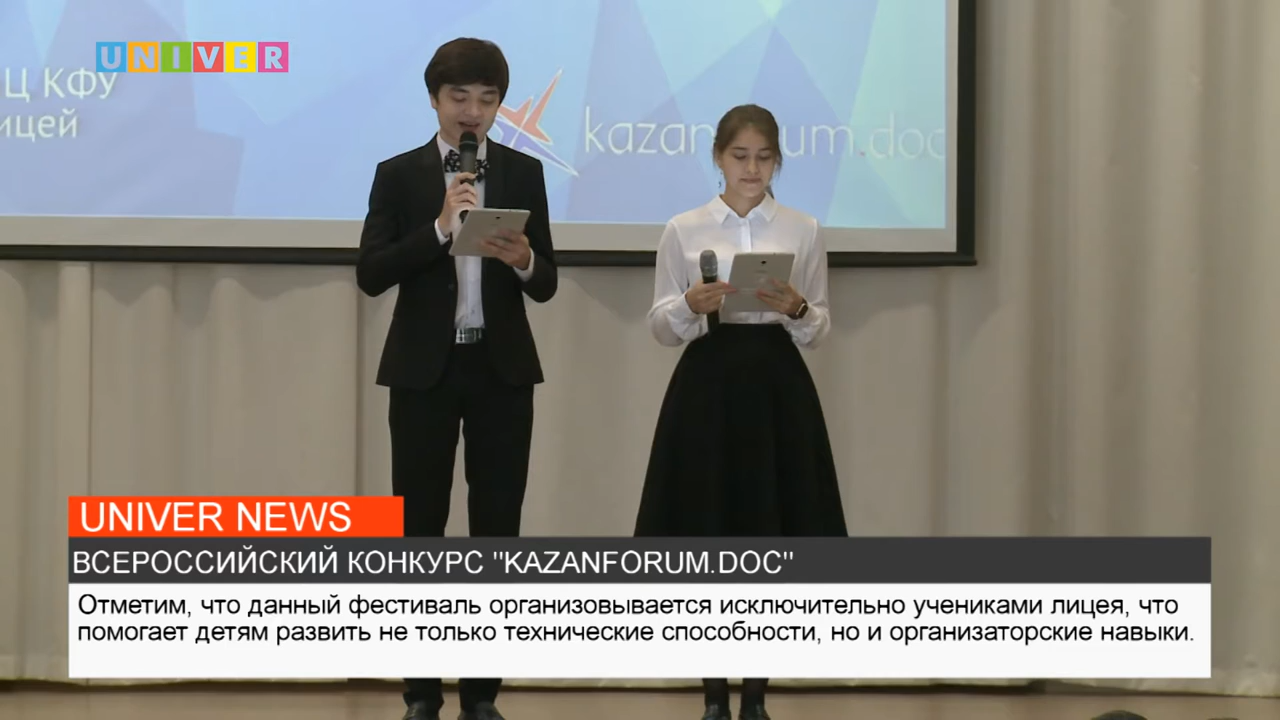 UNIVER
Ц КФУ
ицей
kazanforum.doc
UNIVER NEWS
ВСЕРОССИЙСКИЙ КОНКУРС "KAZANFORUM.DOC"
Отметим, что данный фестиваль организовывается исключительно учениками лицея, что
помогает детям развить не только технические способности, но и организаторские навыки.